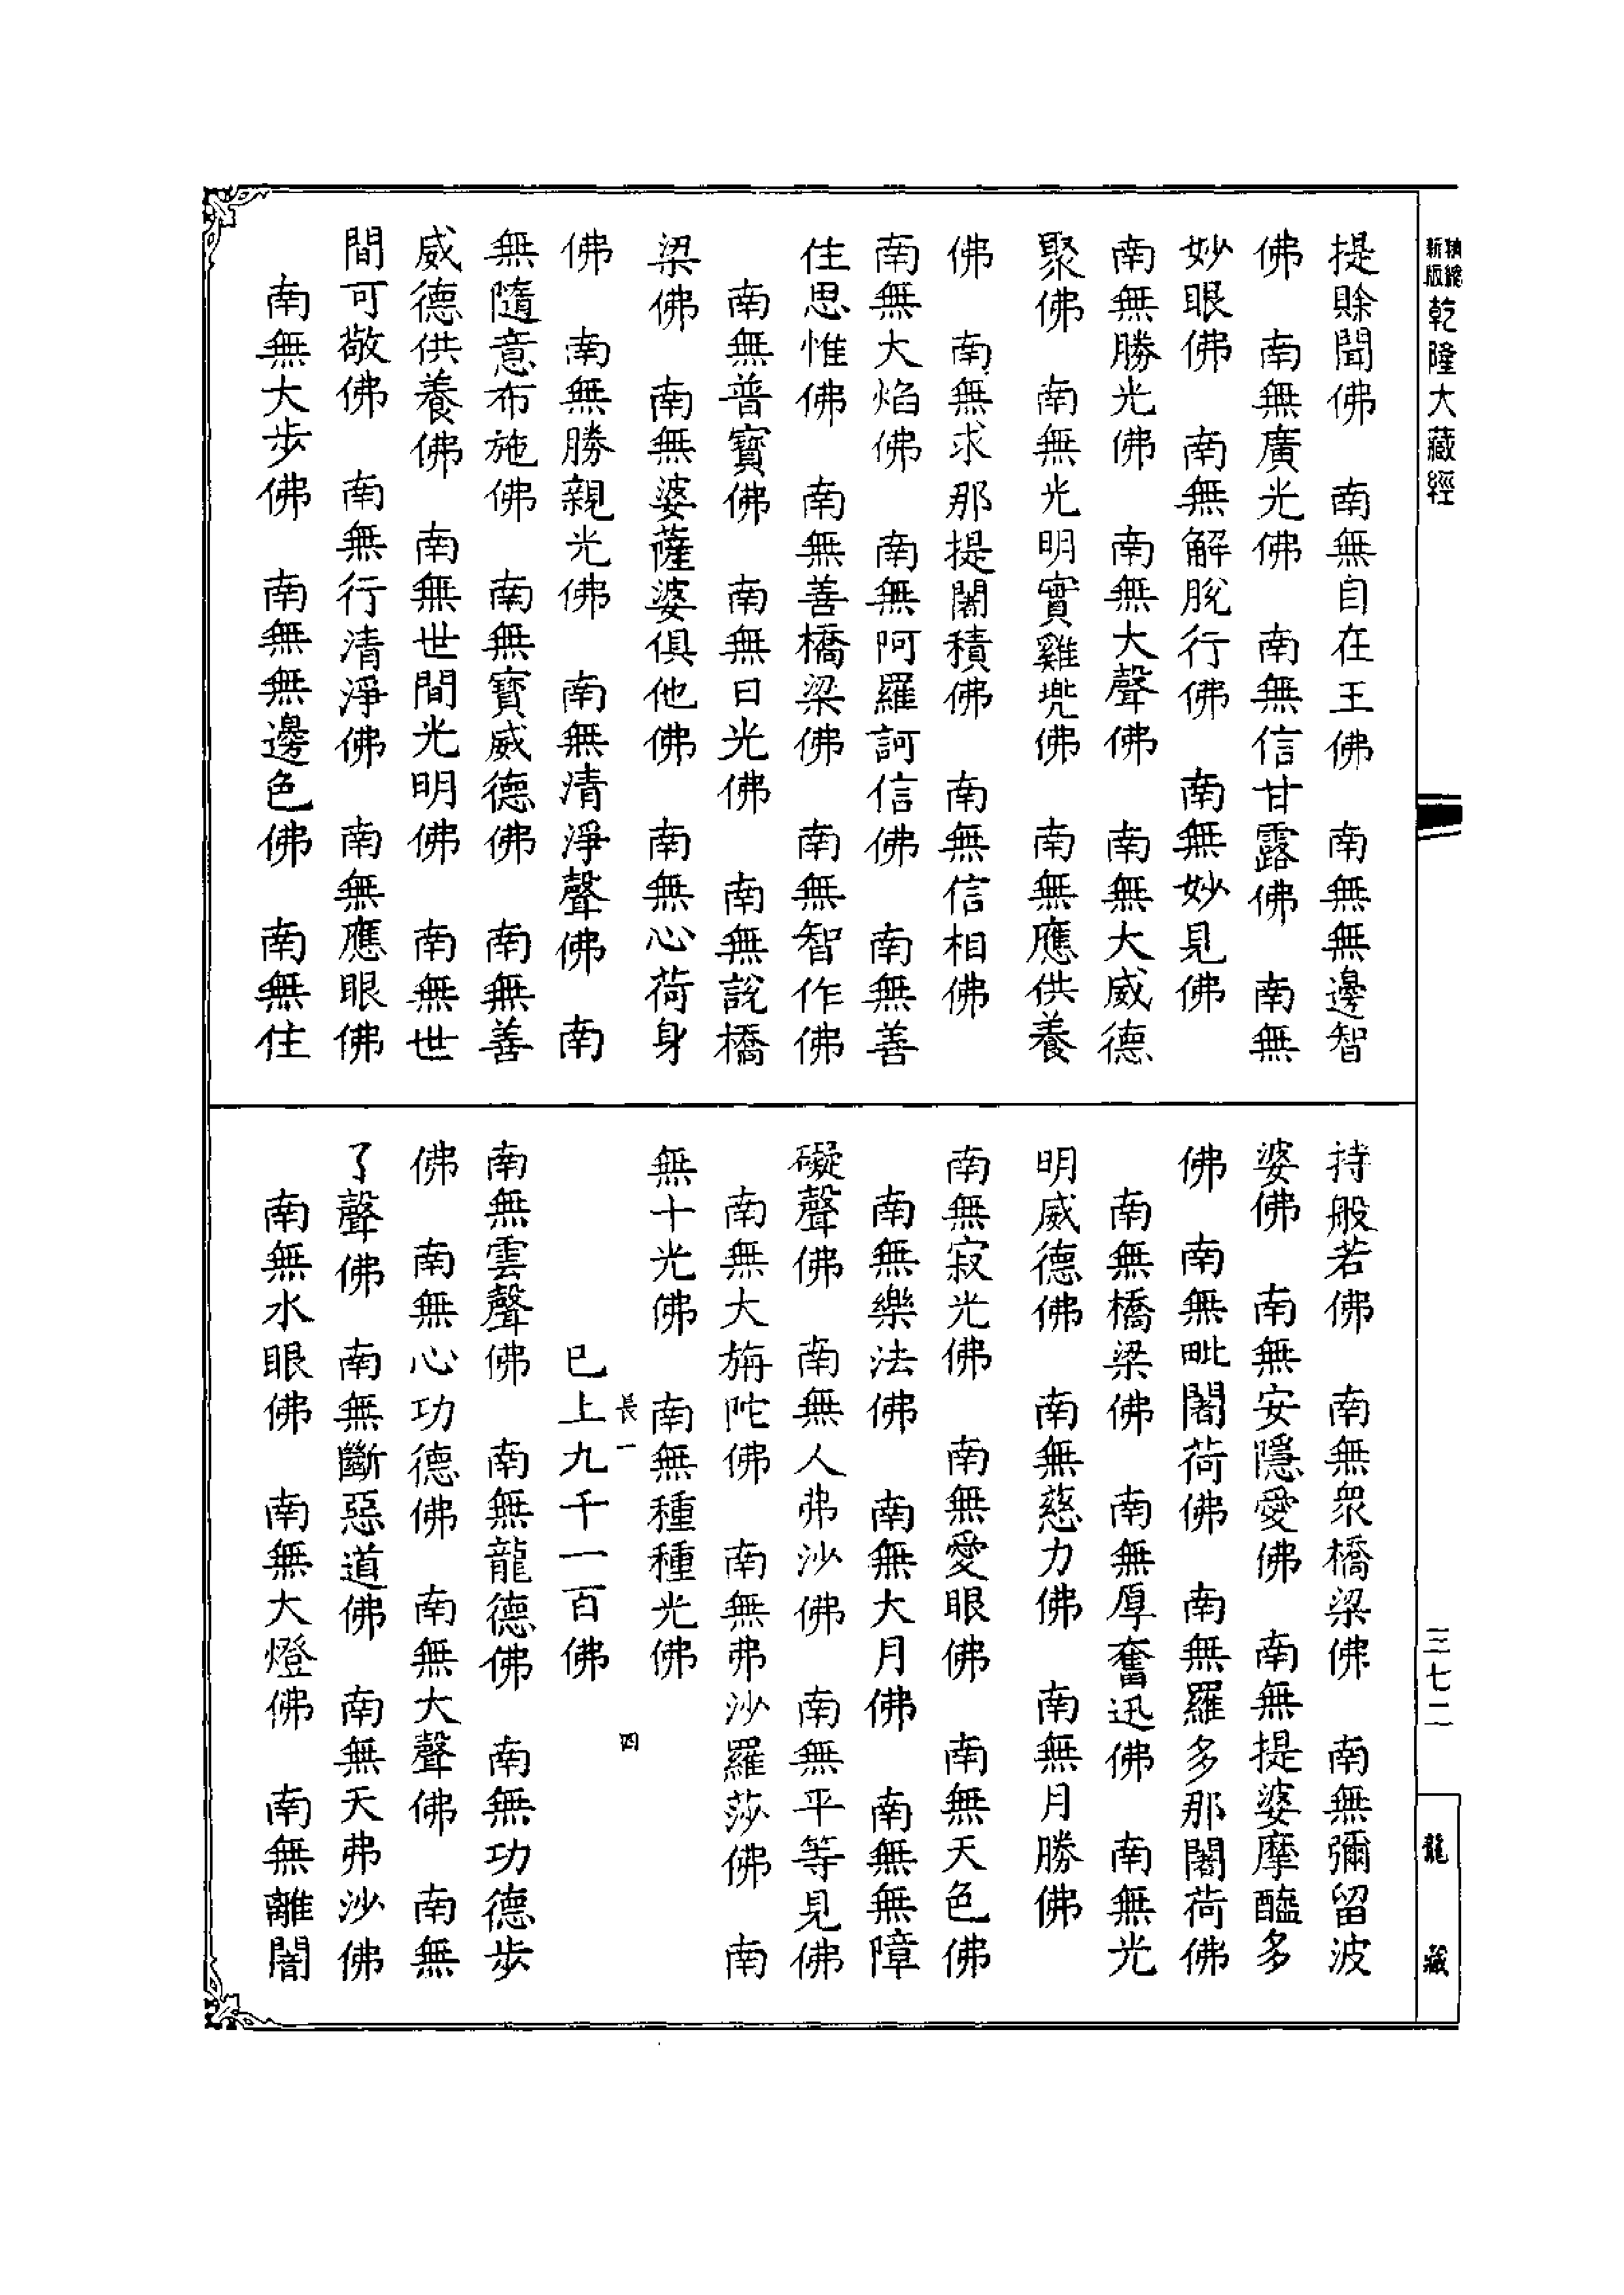 精縮新版乾隆大藏經
三七二
龍藏
提賒聞佛　南無自在王佛　南無無邊智
佛　南無廣光佛　南無信甘露佛　南無
妙眼佛　南無解脫行佛　南無妙見佛
南無勝光佛　南無大聲佛　南無大威德
聚佛　南無光明實雞兜佛　南無應供養
佛　南無求那提闍積佛　南無信相佛
南無大焰佛　南無阿羅訶信佛　南無善
住思惟佛　南無善橋梁佛　南無智作佛
南無普寶佛　南無日光佛　南無說橋
梁佛　南無婆薩婆俱他佛　南無心荷身
佛　南無勝親光佛　南無清淨聲佛　南
無隨意布施佛　南無寶威德佛　南無善
威德供養佛　南無世間光明佛　南無世
間可敬佛　南無行清淨佛　南無應眼佛
南無大步佛　南無無邊色佛　南無住
持般若佛　南無衆橋梁佛　南無彌留波
婆佛　南無安隱愛佛　南無提婆摩醯多
佛　南無毗闍荷佛　南無羅多那闍荷佛
南無橋梁佛　南無厚奮迅佛　南無光
明威德佛　南無慈力佛　南無月勝佛
南無寂光佛　南無愛眼佛　南無天色佛
南無樂法佛　南無大月佛　南無無障
礙聲佛　南無人弗沙佛　南無平等見佛
南無大旃陀佛　南無弗沙羅莎佛　南
無十光佛　南無種種光佛
長一　四
已上九千一百佛
南無雲聲佛　南無龍德佛　南無功德步
佛　南無心功德佛　南無大聲佛　南無
了聲佛　南無斷惡道佛　南無天弗沙佛
南無水眼佛　南無大燈佛　南無離闇